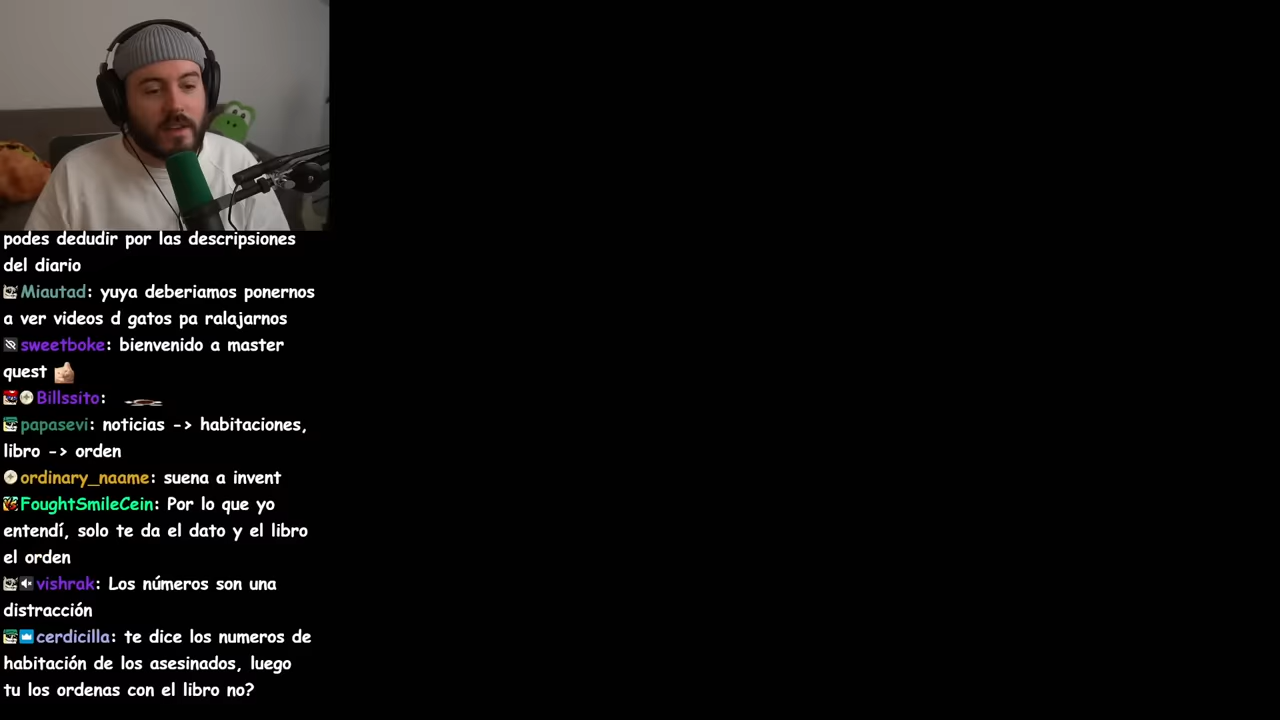 podes dedudir por las descripsiones
del diario
Miautad: yuya deberiamos ponernos
a ver videos d gatos pa ralajarnos
sweetboke: bienvenido a master
quest
Billssito:
papasevi: noticias -> habitaciones,
libro -> orden
ordinary_naame: suena a invent
FoughtSmileCein: Por lo que yo
entendí, solo te da el dato y el libro
el orden
vishrak: Los números son una
distracción
cerdicilla: te dice los numeros de
habitación de los asesinados, luego
tu los ordenas con el libro no?